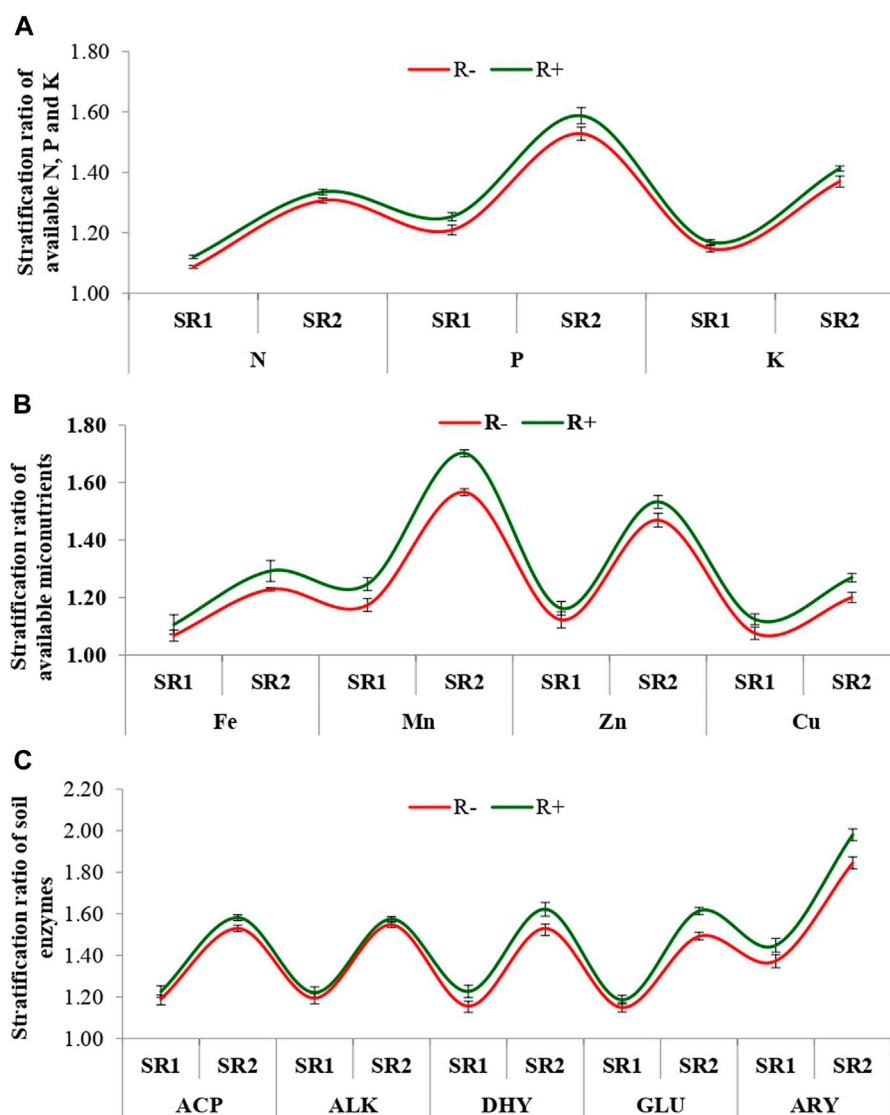 A
Stratification ratio of
available N, P and K
1.80
1.60
1.40
1.20
1.00
R- R+
SR1 SR2 SR1 SR2 SR1 SR2
N P K
B
Stratification ratio of
available miconutrients
1.80
1.60
1.40
1.20
1.00
R- R+
SR1 SR2 SR1 SR2 SR1 SR2 SR1 SR2
Fe Mn Zn Cu
C
Stratification ratio of soil
enzymes
2.20
2.00
1.80
1.60
1.40
1.20
1.00
R- R+
SR1 SR2 SR1 SR2 SR1 SR2 SR1 SR2 SR1 SR2
ACP ALK DHY GLU ARY